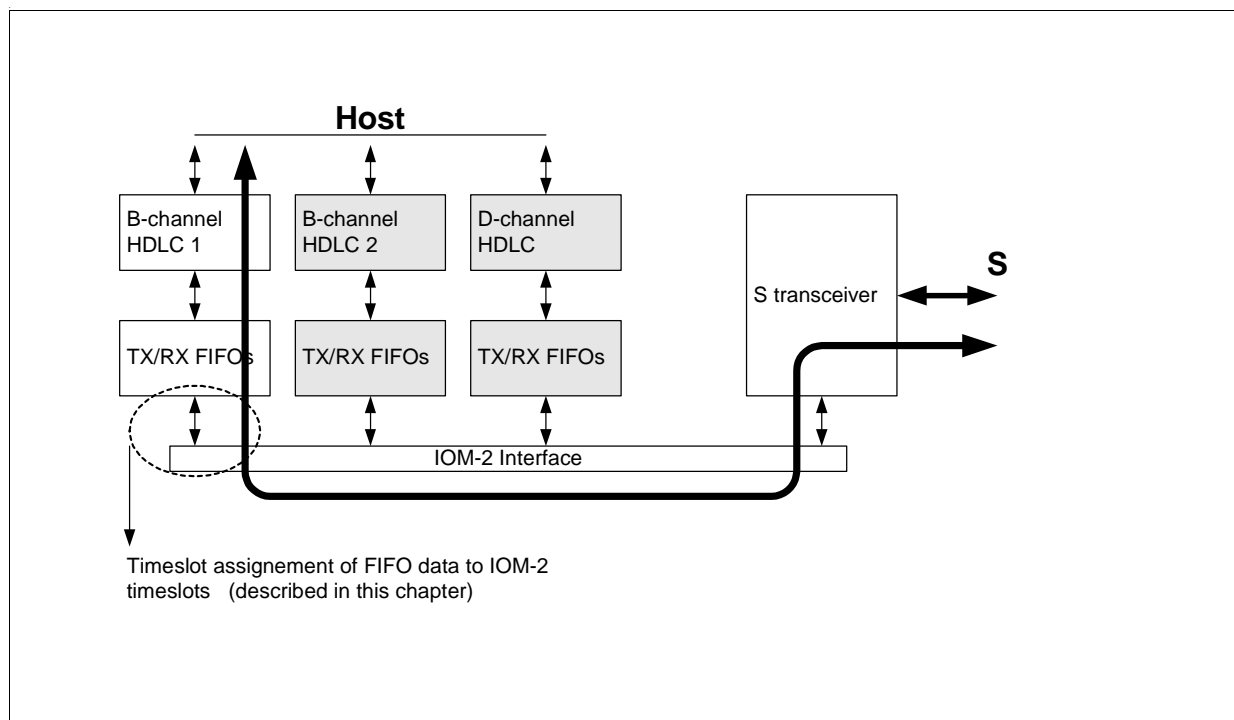 Host
B-channel
HDLC 1
B-channel
HDLC 2
D-channel
HDLC
S transceiver
S
TX/RX FIFOs
TX/RX FIFOs
TX/RX FIFOs
IOM-2 Interface
Timeslot assignement of FIFO data to IOM-2
timeslots (described in this chapter)